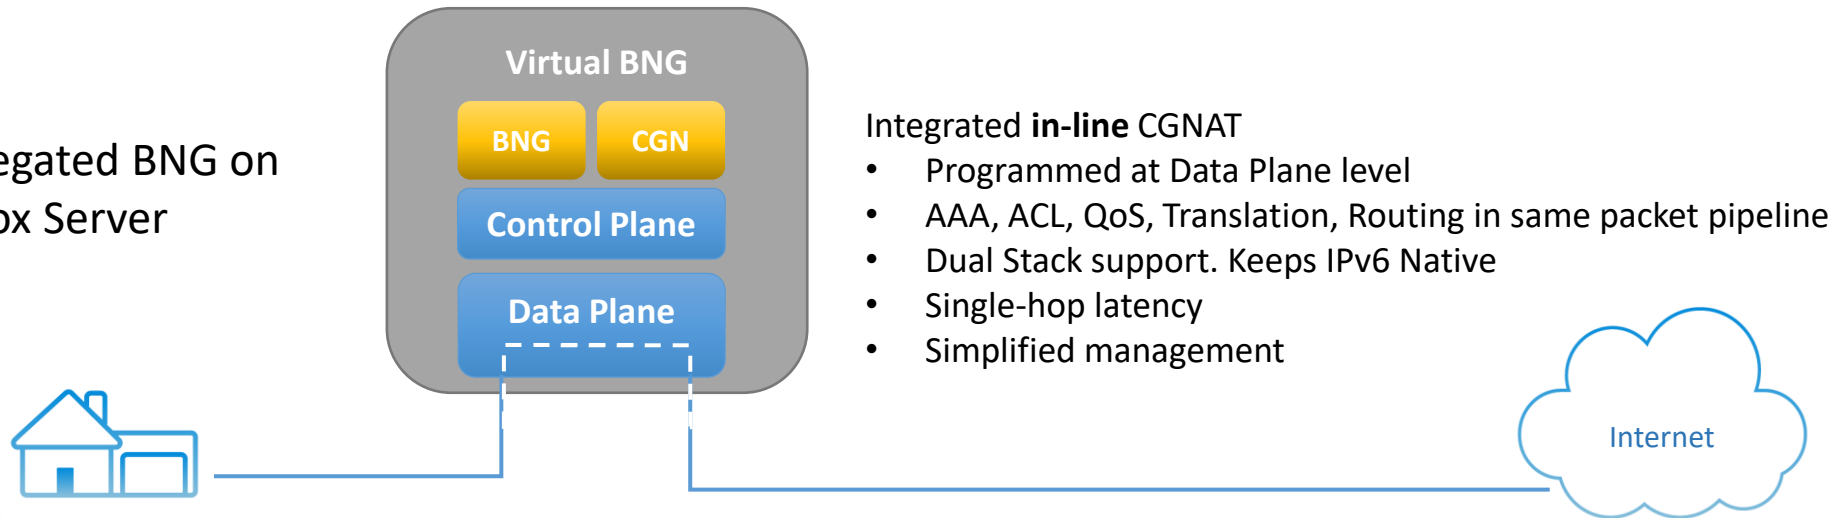 Virtual BNG
BNG
CGN
Control Plane
Data Plane
BNG on
Server
Integrated in-line CGNAT
• Programmed at Data Plane level
• AAA, ACL, QoS, Translation, Routing in same packet pipeline
• Dual Stack support. Keeps IPv6 Native
• Single-hop latency
• Simplified management
Internet